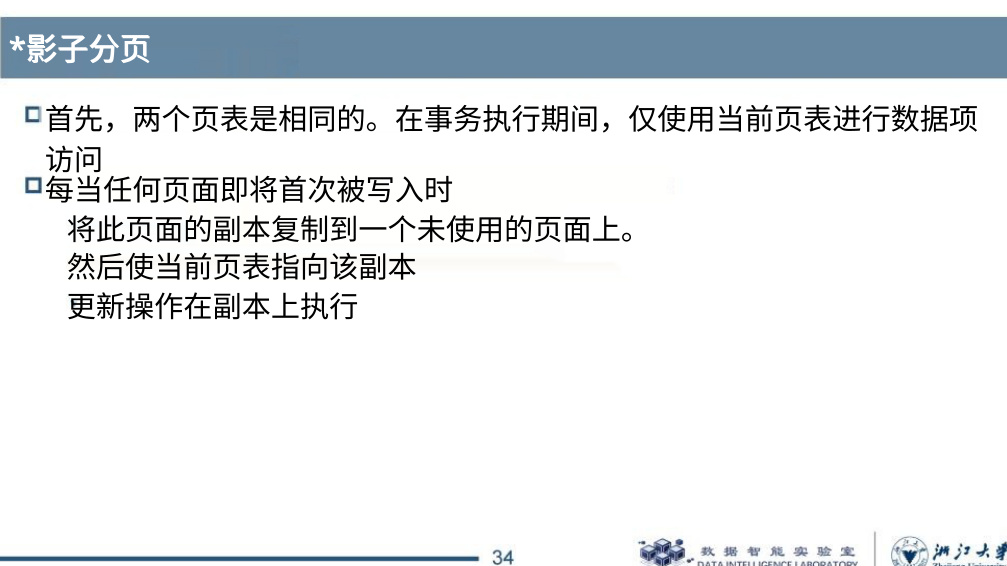 *影子分页
首先，两个页表是相同的。在事务执行期间，仅使用当前页表进行数据项
访问
每当任何页面即将首次被写入时
将此页面的副本复制到一个未使用的页面上。
然后使当前页表指向该副本
更新操作在副本上执行
34
数据智能实验室
DATA INTELLIGENCE LABORATORY
浙江大学
Zhejiang University